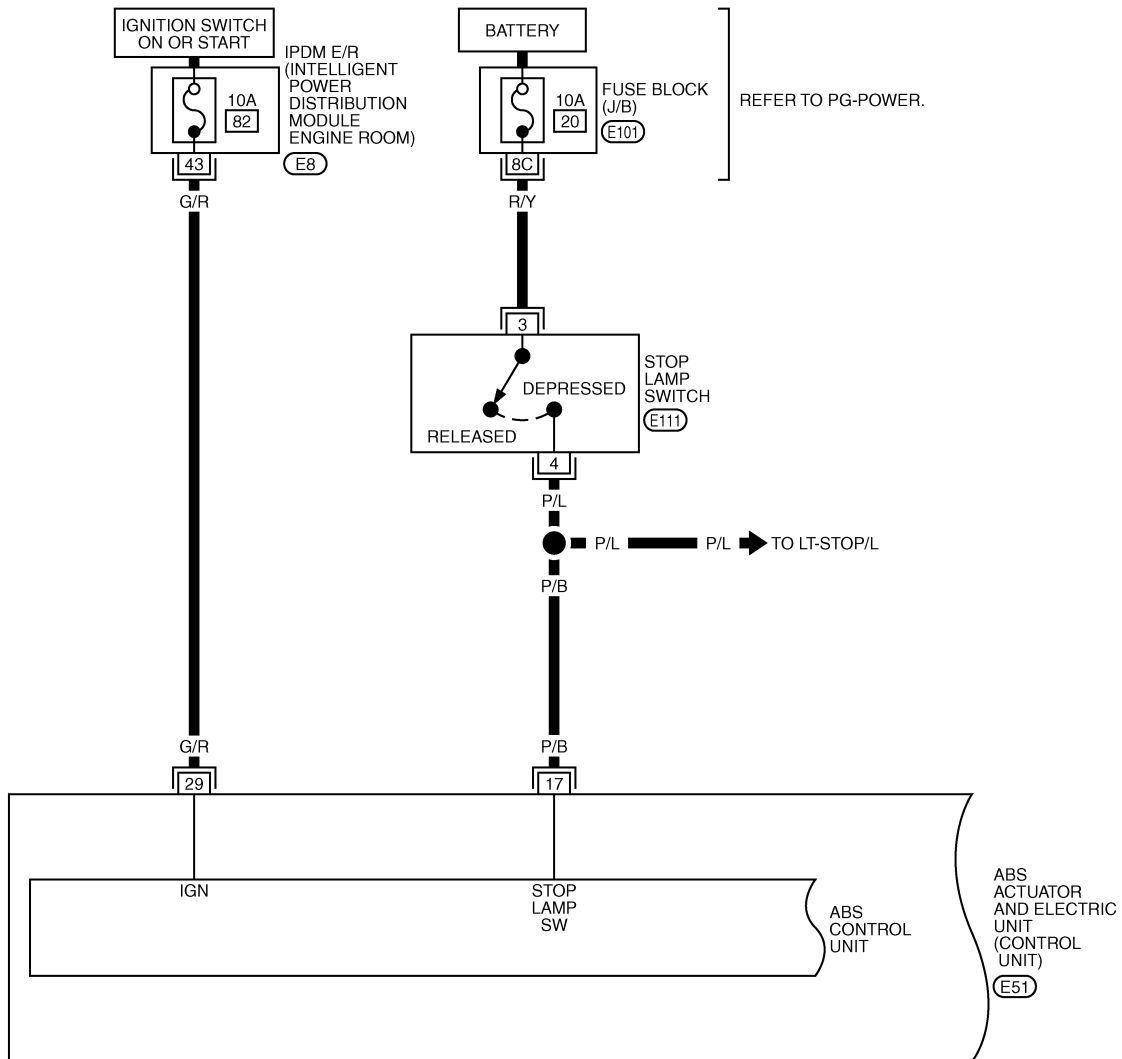 IGNITION SWITCH
ON OR START
IPDM E/R
(INTELLIGENT
POWER
DISTRIBUTION
MODULE
ENGINE ROOM)
10A
82
43
E8
BATTERY
10A
20
FUSE BLOCK
(J/B)
E101
8C
REFER TO PG-POWER.
G/R
R/Y
3
DEPRESSED
RELEASED
STOP
LAMP
SWITCH
E111
4
P/L
P/L
P/L
TO LT-STOP/L
P/B
G/R
P/B
29
17
IGN
STOP
LAMP
SW
ABS
CONTROL
UNIT
ABS
ACTUATOR
AND ELECTRIC
UNIT
(CONTROL
UNIT)
E51